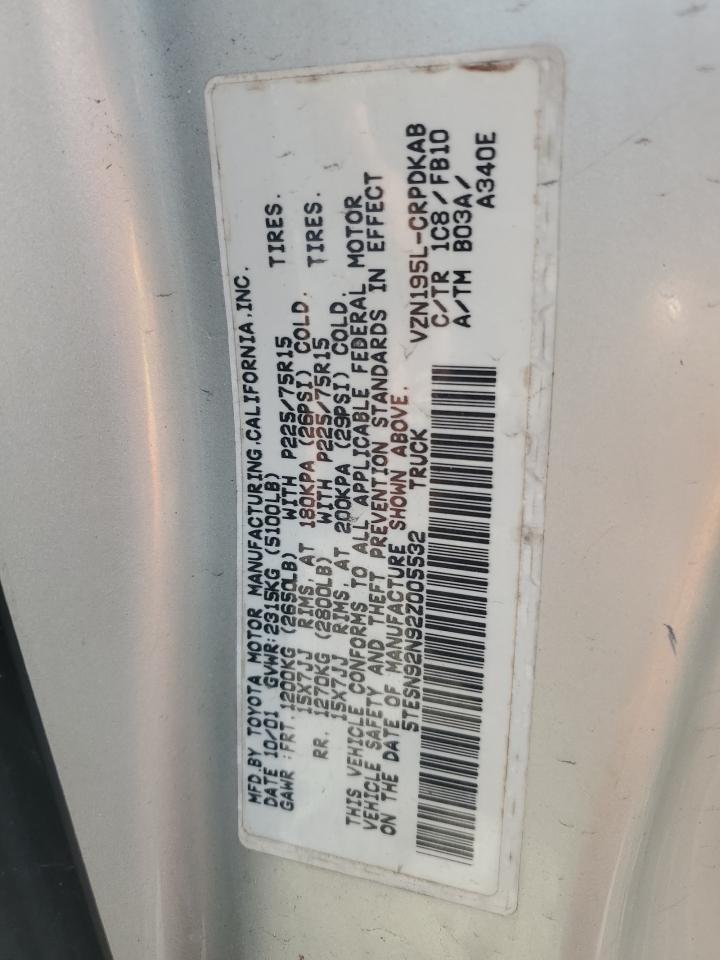 MFD.BY TOYOTA MOTOR MANUFACTURING.CALIFORNIA,INC.
DATE 10/01 GVWR:2315KG (5100LB)
GAWR:FRT.1200KG (2650LB) WITH P225/75R15 TIRES.
15X7JJ RIMS, AT 180KPA (26PSI) COLD.
RR. 1270KG (2800LB) WITH P225/75R15 TIRES.
15X7JJ RIMS, AT 200KPA (29PSI) COLD.
THIS VEHICLE CONFORMS TO ALL APPLICABLE FEDERAL MOTOR
VEHICLE SAFETY AND THEFT PREVENTION STANDARDS IN EFFECT
ON THE DATE OF MANUFACTURE SHOWN ABOVE.
5TESN92N92Z005532 TRUCK VZN195L-CRPDKAB
C/TR 1C8/FB10
A/TM B03A/
A340E